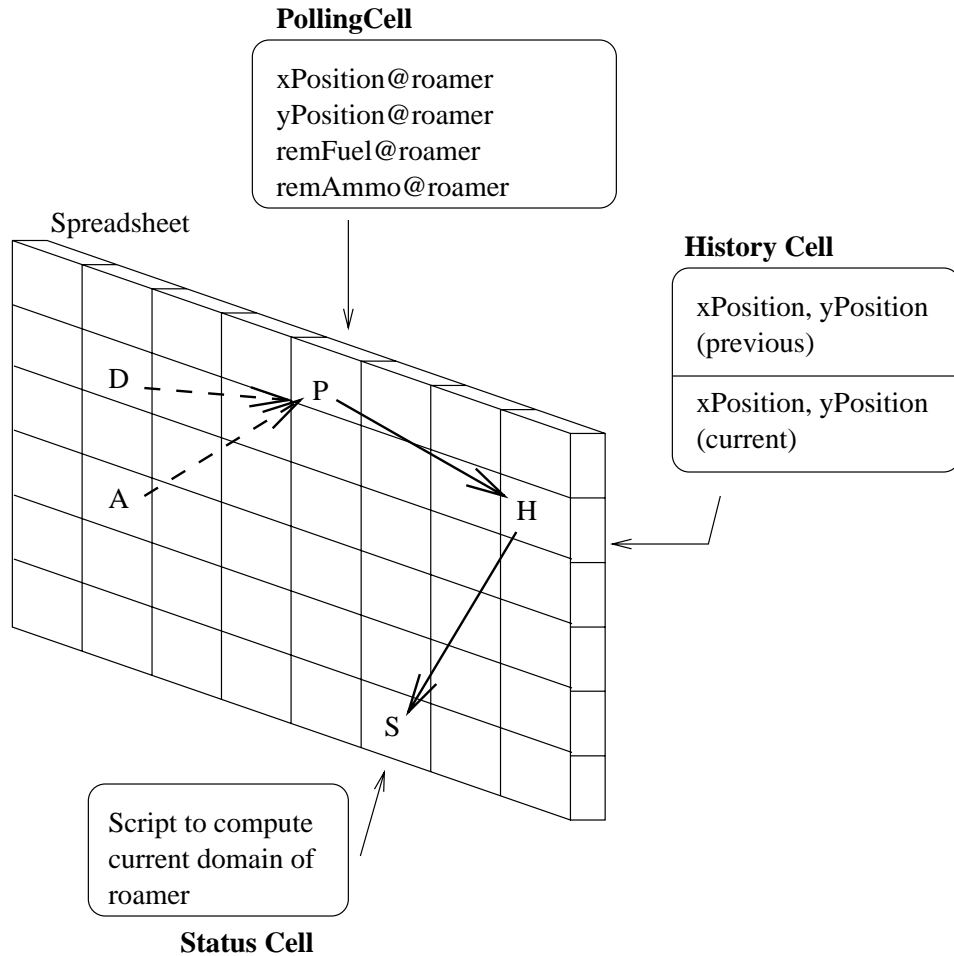 PollingCell
xPosition@roamer
yPosition@roamer
remFuel@roamer
remAmmo@roamer
Spreadsheet
History Cell
xPosition, yPosition
(previous)
xPosition, yPosition
(current)
D
P
A
H
S
Script to compute
current domain of
roamer
Status Cell